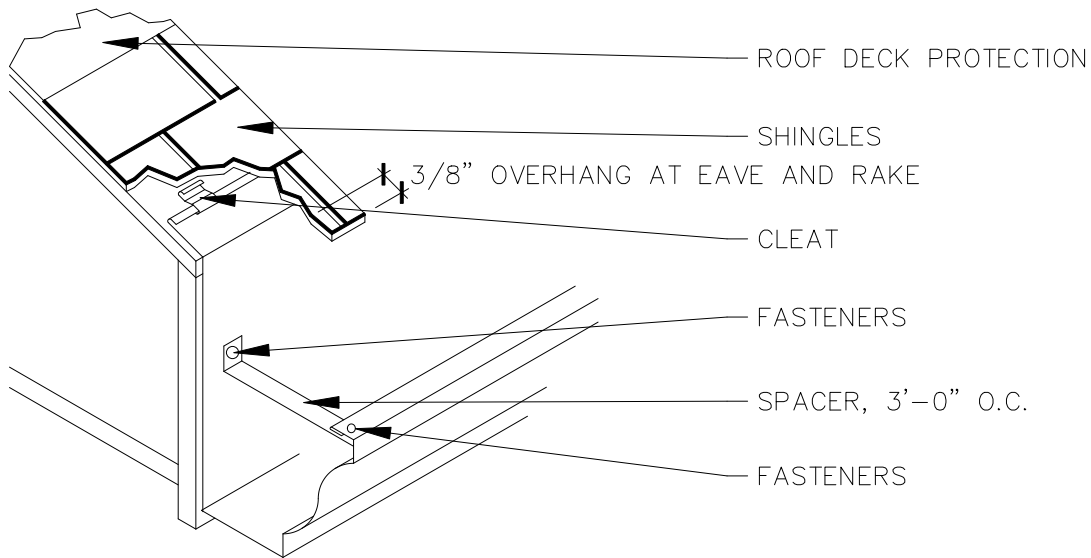 ROOF DECK PROTECTION
SHINGLES
3/8" OVERHANG AT EAVE AND RAKE
CLEAT
FASTENERS
SPACER, 3'-0" O.C.
FASTENERS